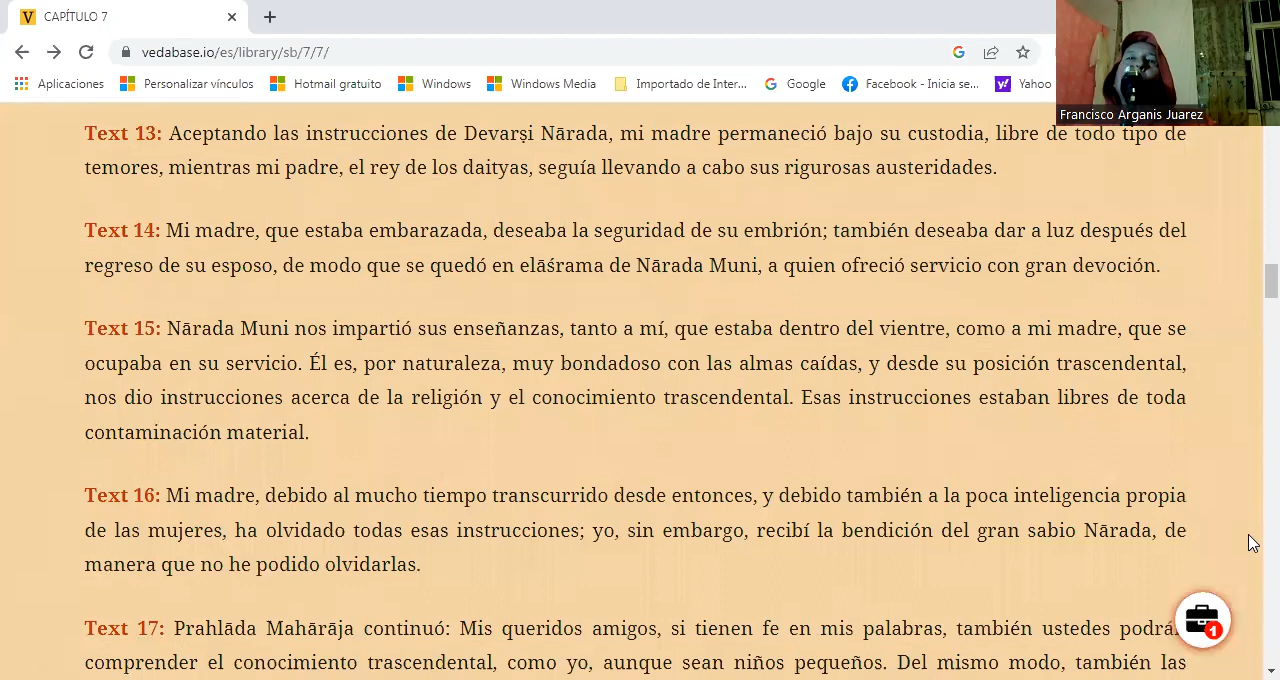 V CAPÍTULO 7
vedabase.io/es/library/sb/7/7/
Aplicaciones Personalizar vínculos Hotmail gratuito Windows Windows Media Importado de Inter... Google Facebook - Inicia se... Yahoo
Francisco Arganis Juarez
Text 13: Aceptando las instrucciones de Devarṣi Nārada, mi madre permaneció bajo su custodia, libre de todo tipo de
temores, mientras mi padre, el rey de los daityas, seguía llevando a cabo sus rigurosas austeridades.
Text 14: Mi madre, que estaba embarazada, deseaba la seguridad de su embrión; también deseaba dar a luz después del
regreso de su esposo, de modo que se quedó en elāśrama de Nārada Muni, a quien ofreció servicio con gran devoción.
Text 15: Nārada Muni nos impartió sus enseñanzas, tanto a mí, que estaba dentro del vientre, como a mi madre, que se
ocupaba en su servicio. Él es, por naturaleza, muy bondadoso con las almas caídas, y desde su posición trascendental,
nos dio instrucciones acerca de la religión y el conocimiento trascendental. Esas instrucciones estaban libres de toda
contaminación material.
Text 16: Mi madre, debido al mucho tiempo transcurrido desde entonces, y debido también a la poca inteligencia propia
de las mujeres, ha olvidado todas esas instrucciones; yo, sin embargo, recibí la bendición del gran sabio Nārada, de
manera que no he podido olvidarlas.
1
Text 17: Prahlāda Mahārāja continuó: Mis queridos amigos, si tienen fe en mis palabras, también ustedes podrán
comprender el conocimiento trascendental, como yo, aunque sean niños pequeños. Del mismo modo, también las